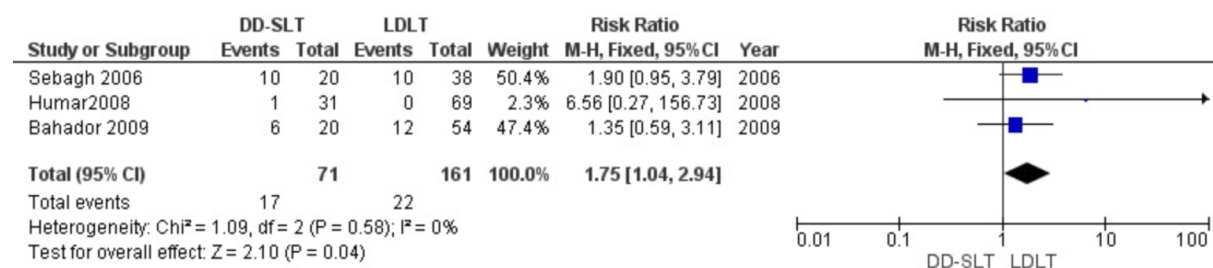 DD-SLT LDLT Risk Ratio Risk Ratio
Study or Subgroup Events Total Events Total Weight M-H, Fixed, 95% CI Year M-H, Fixed, 95% CI
Sebagh 2006 10 20 10 38 50.4% 1.90 [0.95, 3.79] 2006
Humar2008 1 31 0 69 2.3% 6.56 [0.27, 156.73] 2008
Bahador 2009 6 20 12 54 47.4% 1.35 [0.59, 3.11] 2009
Total (95% CI) 71 161 100.0% 1.75 [1.04, 2.94]
Total events 17 22
Heterogeneity: Chi² = 1.09, df = 2 (P = 0.58); I² = 0%
Test for overall effect: Z = 2.10 (P = 0.04)
0.01 0.1 1 10 100
DD-SLT LDLT